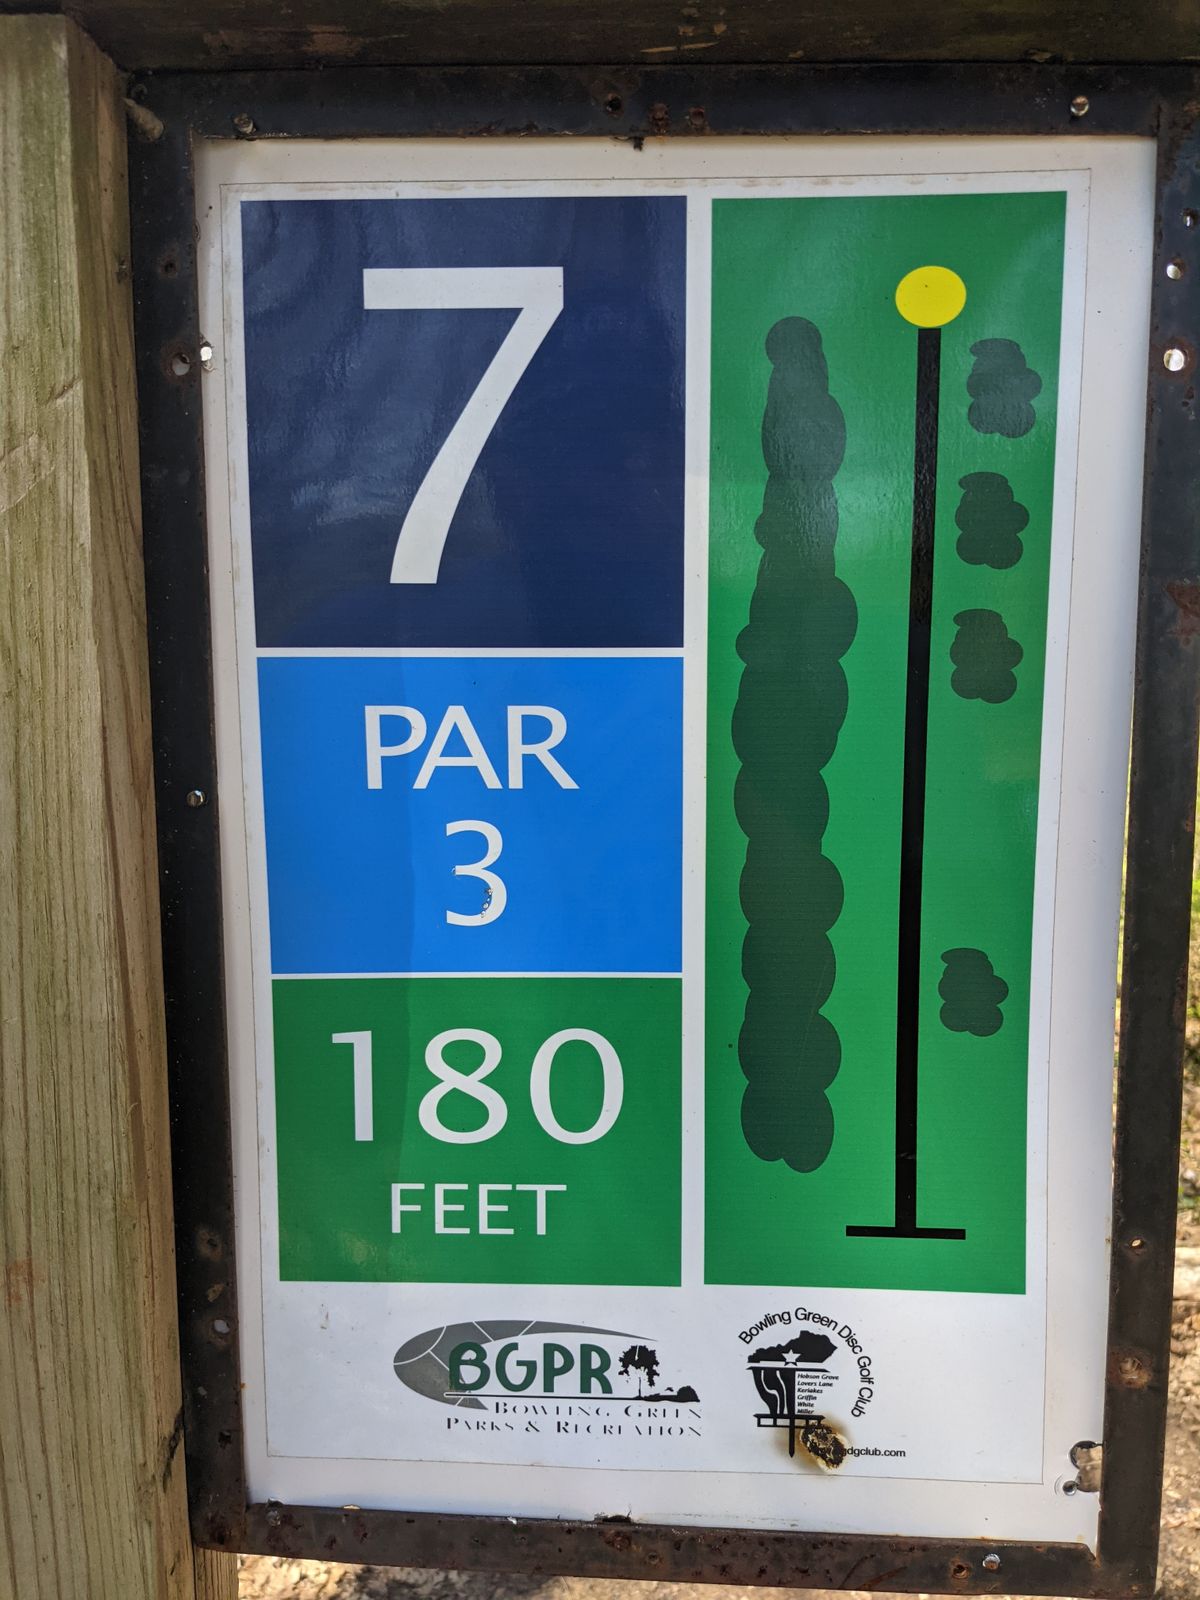 7
PAR
3
180
FEET
BGPR
BOWLING GREEN
PARKS & RECREATION
Bowling Green Disc Golf Club
Hobson Grove
Lovers Lane
Kereiakes
Griffin
White
Miller